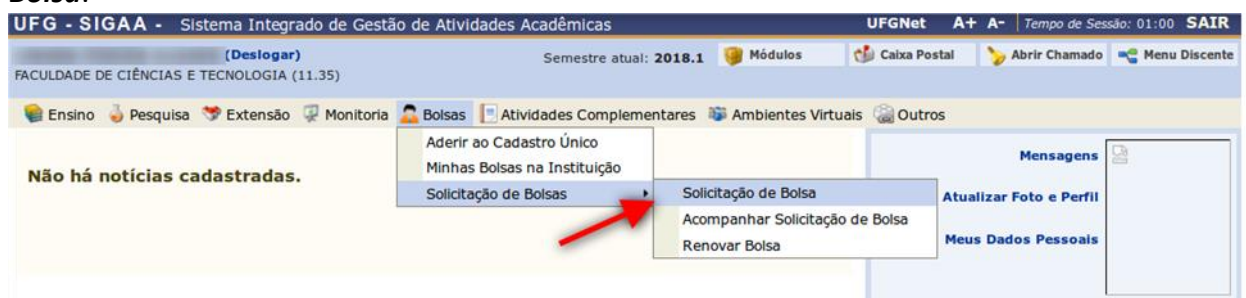 Bolsa.
UFG - SIGAA - Sistema Integrado de Gestão de Atividades Acadêmicas UFGNet A+ A- Tempo de Sessão: 01:00 SAIR
(Deslogar) Semestre atual: 2018.1 Módulos Caixa Postal Abrir Chamado Menu Discente
FACULDADE DE CIÊNCIAS E TECNOLOGIA (11.35)
Ensino Pesquisa Extensão Monitoria Bolsas Atividades Complementares Ambientes Virtuais Outros
Aderir ao Cadastro Único
Minhas Bolsas na Instituição
Solicitação de Bolsas
Solicitação de Bolsa
Acompanhar Solicitação de Bolsa
Renovar Bolsa
Não há notícias cadastradas.
Mensagens
Atualizar Foto e Perfil
Meus Dados Pessoais